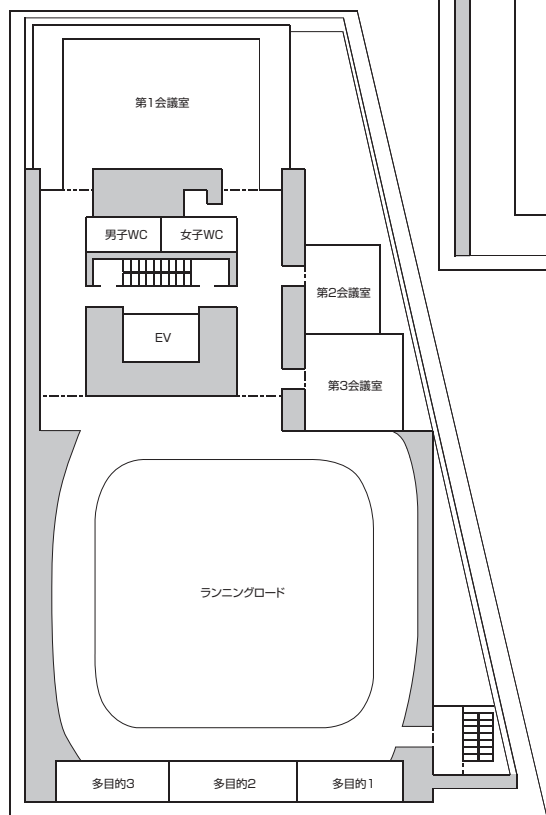 第1会議室
男子WC
女子WC
第2会議室
EV
第3会議室
ランニングロード
多目的3
多目的2
多目的1